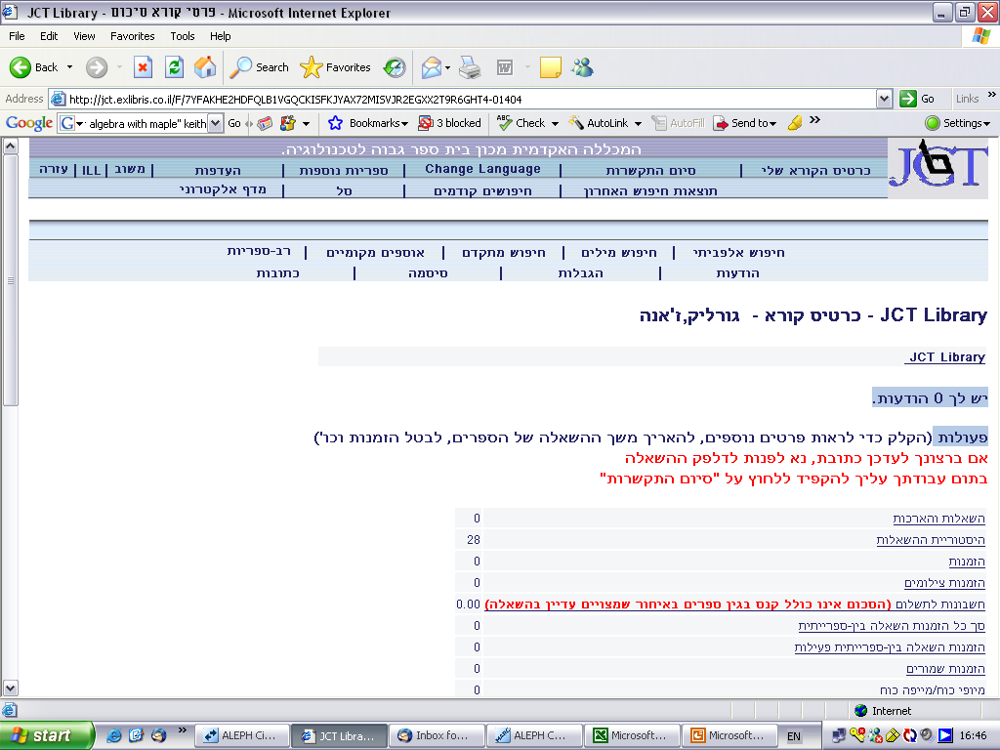 JCT Library - פרטי קורא סיכום - Microsoft Internet Explorer
File Edit View Favorites Tools Help
Back Search Favorites
Address http://jct.exlibris.co.il/F/7YFAKHE2HDFQLB1VGQCKISFKJYAX72MISVJR2EGXX2T9R6GHT4-01404 Go Links »
Google G algebra with maple" keith Go Bookmarks 3 blocked ABC Check AutoLink AutoFill Send to » Settings
המכללה האקדמית מכון בית ספר גבוה לטכנולוגיה.
כרטיס הקורא שלי | סיום התקשרות | Change Language | ספריות נוספות | העדפות | משוב | ILL | עזרה
תוצאות חיפוש האחרון | חיפושים קודמים | סל | מדף אלקטרוני
JCT
חיפוש אלפביתי | חיפוש מילים | חיפוש מתקדם | אוספים מקומיים | רב-ספריות
הודעות | הגבלות | סיסמה | כתובות
JCT Library - כרטיס קורא - גורליק,ז'אנה
JCT Library
יש לך 0 הודעות.
פעולות (הקלק כדי לראות פרטים נוספים, להאריך משך ההשאלה של הספרים, לבטל הזמנות וכו')
אם ברצונך לעדכן כתובת, נא לפנות לדלפק ההשאלה
בתום עבודתך עליך להקפיד ללחוץ על "סיום התקשרות"
השאלות והארכות 0
היסטוריית ההשאלות 28
הזמנות 0
הזמנות צילומים 0
חשבונות לתשלום (הסכום אינו כולל קנס בגין ספרים באיחור שמצויים עדיין בהשאלה) 0.00
סך כל הזמנות השאלה בין-ספרייתית 0
הזמנות השאלה בין-ספרייתית פעילות 0
הזמנות שמורים 0
מיופי כוח/מייפה כוח 0
Internet
start » ALEPH Ci... JCT Libra... Inbox fo... ALEPH C... Microsoft... Microsoft... EN 16:46